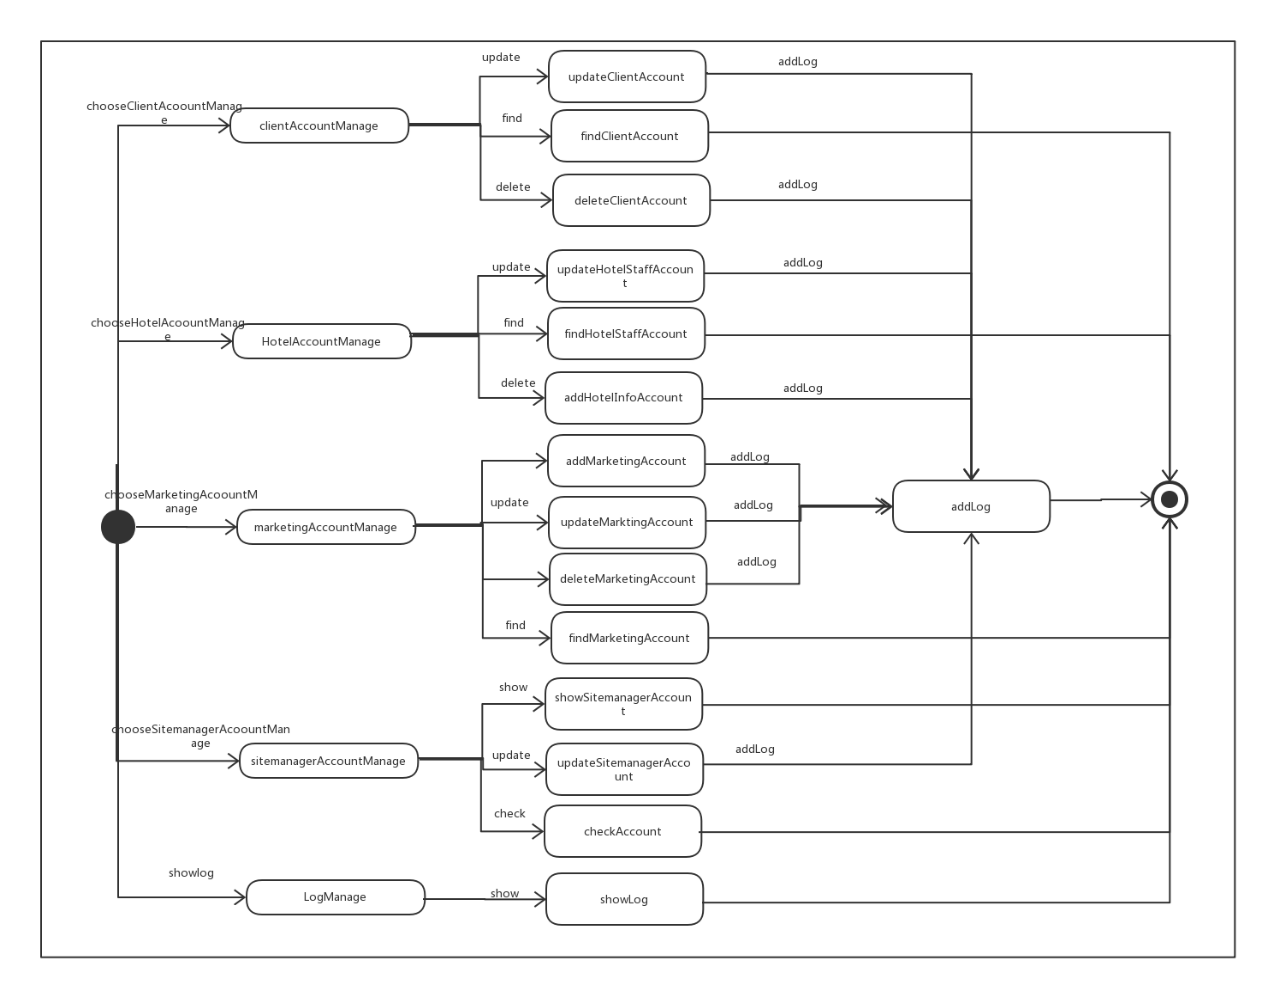 update
addLog
updateClientAccount
chooseClientAcoountManag
e
find
clientAccountManage
findClientAccount
delete
addLog
deleteClientAccount
update
addLog
updateHotelStaffAccoun
t
chooseHotelAcoountManag
e
find
HotelAccountManage
findHotelStaffAccount
delete
addLog
addHotelInfoAccount
addLog
addMarketingAccount
chooseMarketingAcoountM
anage
update
addLog
marketingAccountManage
updateMarktingAccount
addLog
addLog
deleteMarketingAccount
find
findMarketingAccount
show
showSitemanagerAccoun
t
chooseSitemanagerAcoountMan
age
update
addLog
sitemanagerAccountManage
updateSitemanagerAcco
unt
check
checkAccount
showlog
LogManage
show
showLog